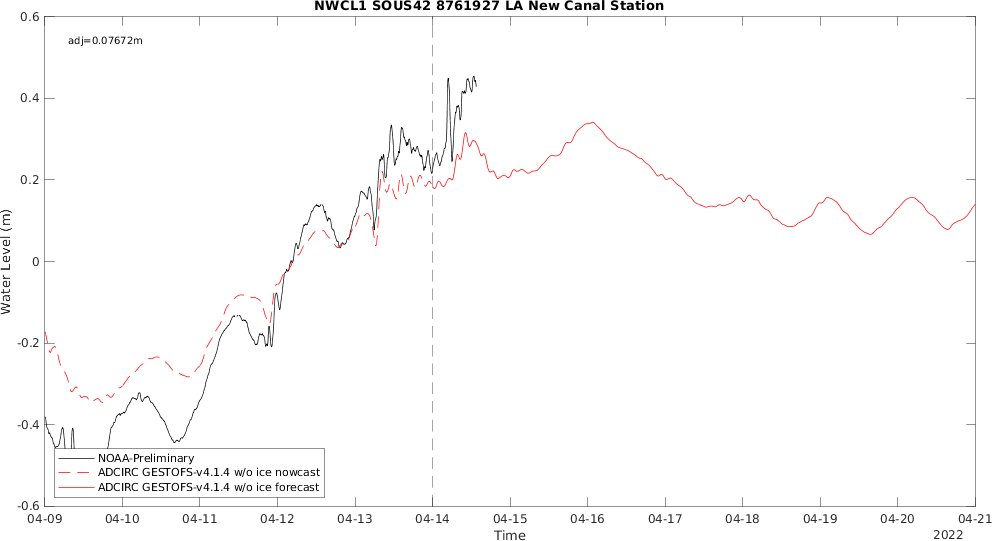 NWCL1 SOUS42 8761927 LA New Canal Station
adj=0.07672m
0.6
0.4
0.2
0
-0.2
-0.4
-0.6
Water Level (m)
NOAA-Preliminary
ADCIRC GESTOFS-v4.1.4 w/o ice nowcast
ADCIRC GESTOFS-v4.1.4 w/o ice forecast
04-09 04-10 04-11 04-12 04-13 04-14 04-15 04-16 04-17 04-18 04-19 04-20 04-21
Time
2022